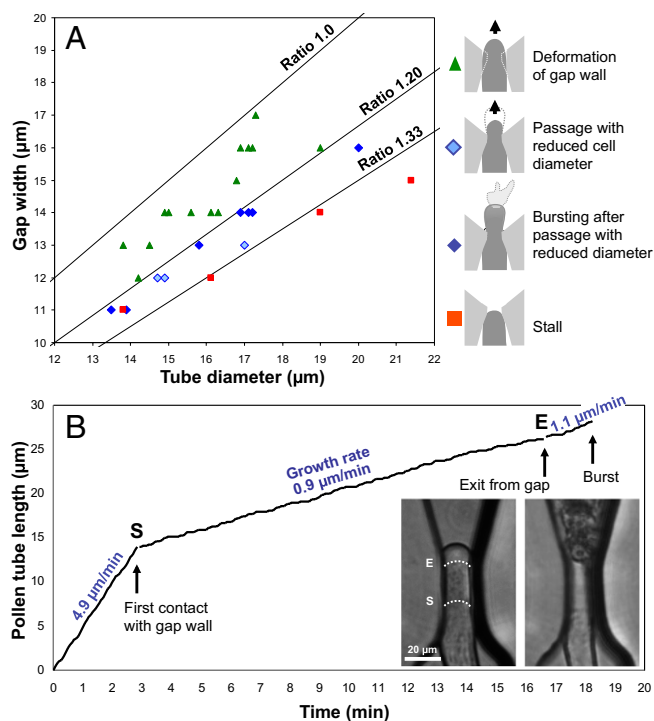 A
Ratio 1.0
Ratio 1.20
Ratio 1.33
20
19
18
17
16
15
14
13
12
11
10
Gap width (µm)
12 13 14 15 16 17 18 19 20 21 22
Tube diameter (µm)
Deformation
of gap wall
Passage with
reduced cell
diameter
Bursting after
passage with
reduced diameter
Stall
B
30
25
20
15
10
5
0
Pollen tube length (µm)
4.9 µm/min
S
First contact
with gap wall
Growth rate
0.9 µm/min
E
1.1 µm/min
Exit from gap
Burst
E
S
20 µm
0 1 2 3 4 5 6 7 8 9 10 11 12 13 14 15 16 17 18 19 20
Time (min)